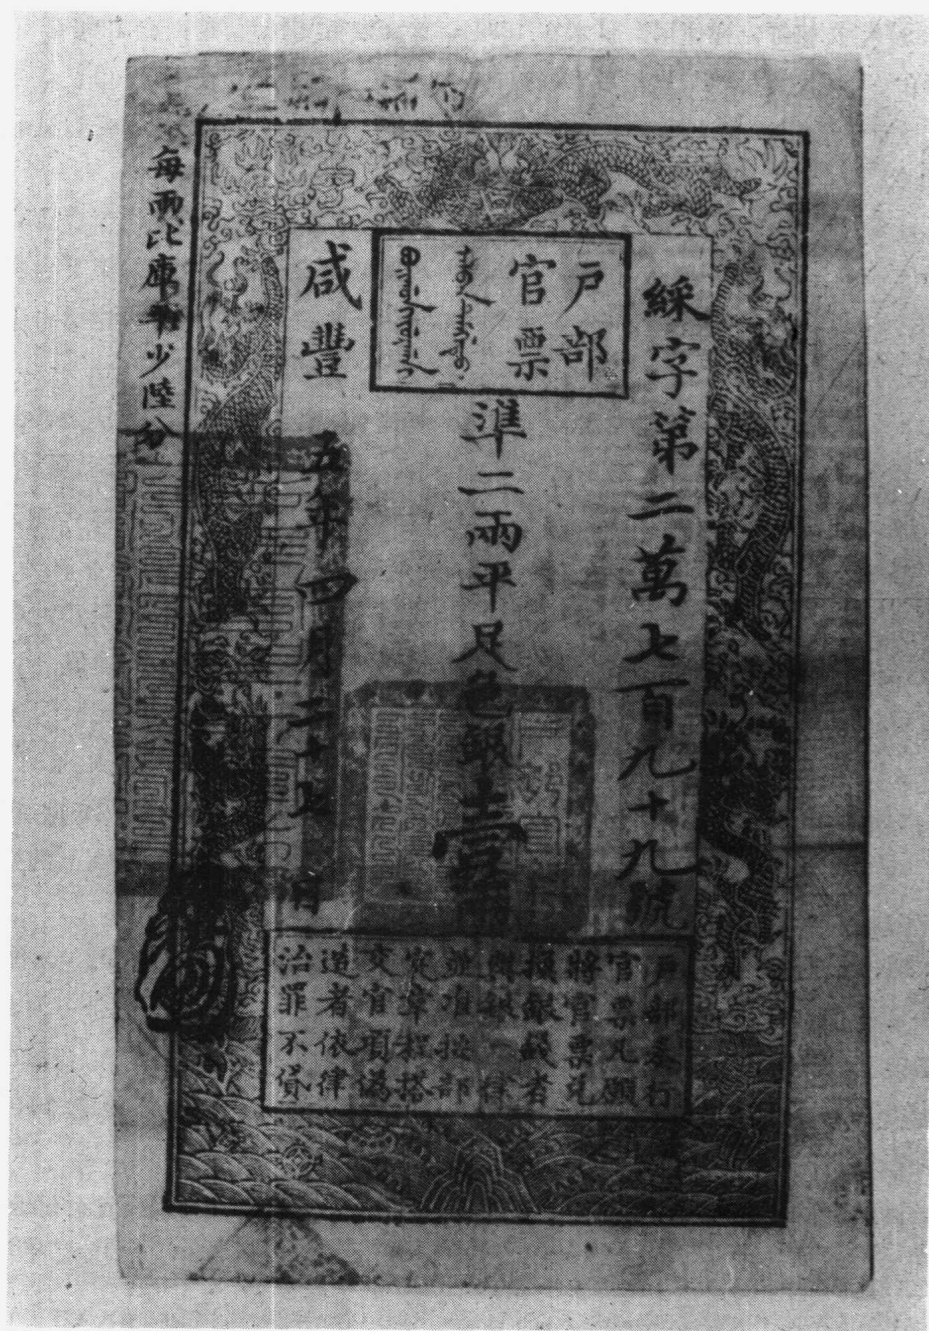 户部
官票
綵字第二萬七百九十九號
準二兩平足色銀壹兩
咸豐五年四月二十七日
每兩比庫平少陸分
户部奏行
官票凡願
將官票兌
換銀錢者
與銀一律
並准按部
定章程搭
交官項偽
造者依律
治罪不貸